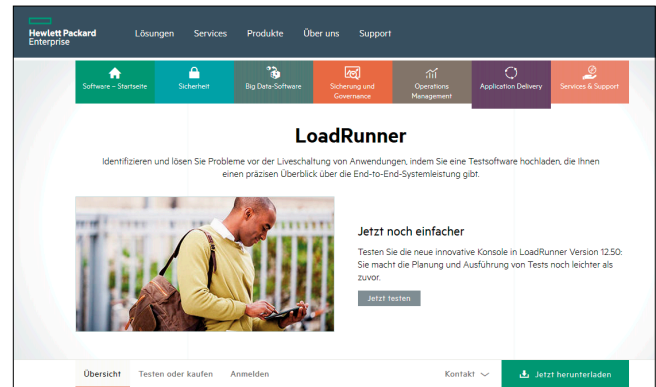 Hewlett Packard
Enterprise
Lösungen Services Produkte Über uns Support
Software – Startseite
Sicherheit
Big Data-Software
Sicherung und
Governance
Operations
Management
Application Delivery
Services & Support
LoadRunner
Identifizieren und lösen Sie Probleme vor der Liveschaltung von Anwendungen, indem Sie eine Testsoftware hochladen, die Ihnen
einen präzisen Überblick über die End-to-End-Systemleistung gibt.
Jetzt noch einfacher
Testen Sie die neue innovative Konsole in LoadRunner Version 12.50:
Sie macht die Planung und Ausführung von Tests noch leichter als
zuvor.
Jetzt testen
Übersicht Testen oder kaufen Anmelden Kontakt Jetzt herunterladen